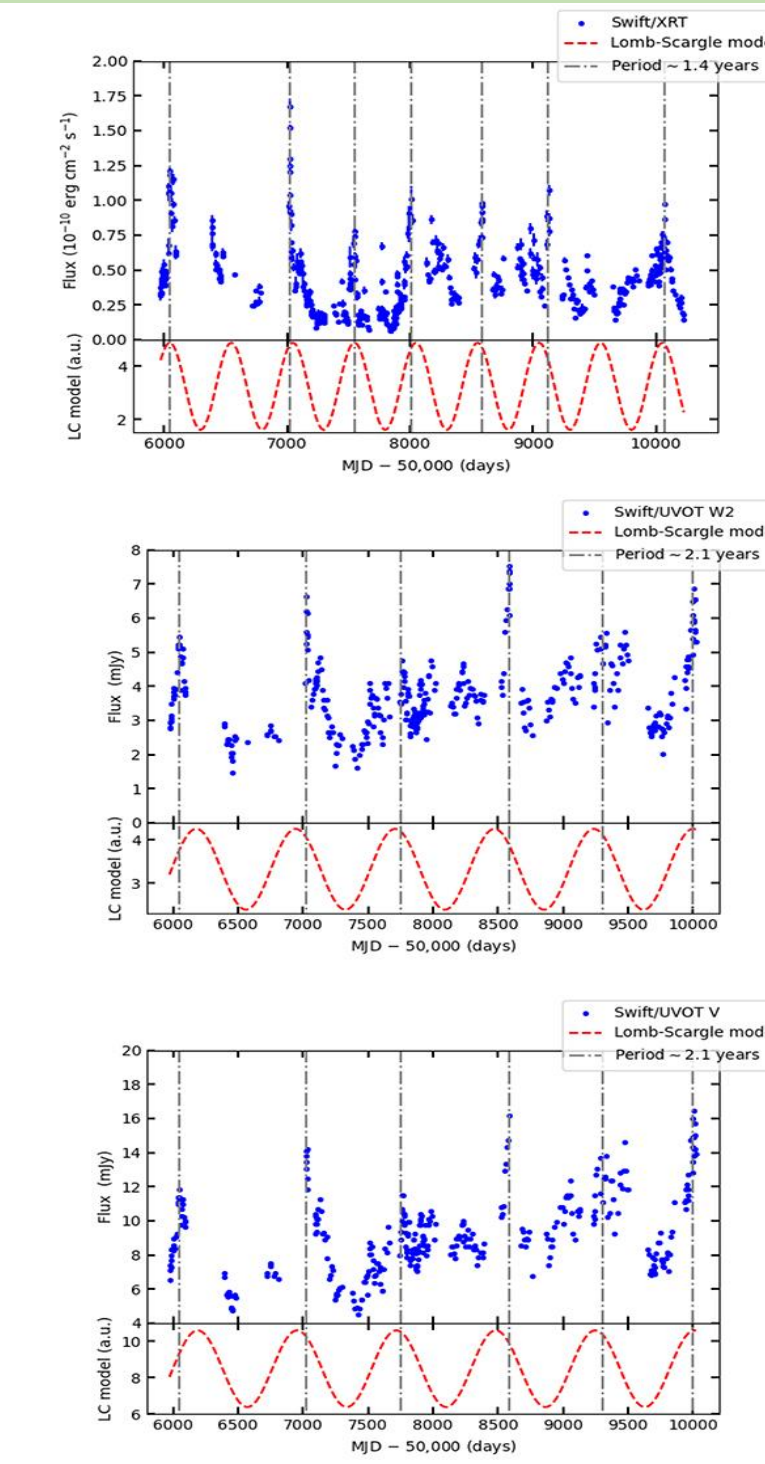 Swift/XRT
Lomb-Scargle mod
Period ~ 1.4 years
2.00
1.75
1.50
1.25
1.00
0.75
0.50
0.25
0.00
Flux (10⁻¹⁰ erg cm⁻² s⁻¹)
4
2
LC model (a.u.)
6000 7000 8000 9000 10000
MJD − 50,000 (days)
Swift/UVOT W2
Lomb-Scargle mod
Period ~ 2.1 years
8
7
6
5
4
3
2
1
0
Flux (mJy)
4
3
LC model (a.u.)
6000 6500 7000 7500 8000 8500 9000 9500 10000
MJD − 50,000 (days)
Swift/UVOT V
Lomb-Scargle mod
Period ~ 2.1 years
20
18
16
14
12
10
8
6
4
Flux (mJy)
10
8
6
LC model (a.u.)
6000 6500 7000 7500 8000 8500 9000 9500 10000
MJD − 50,000 (days)